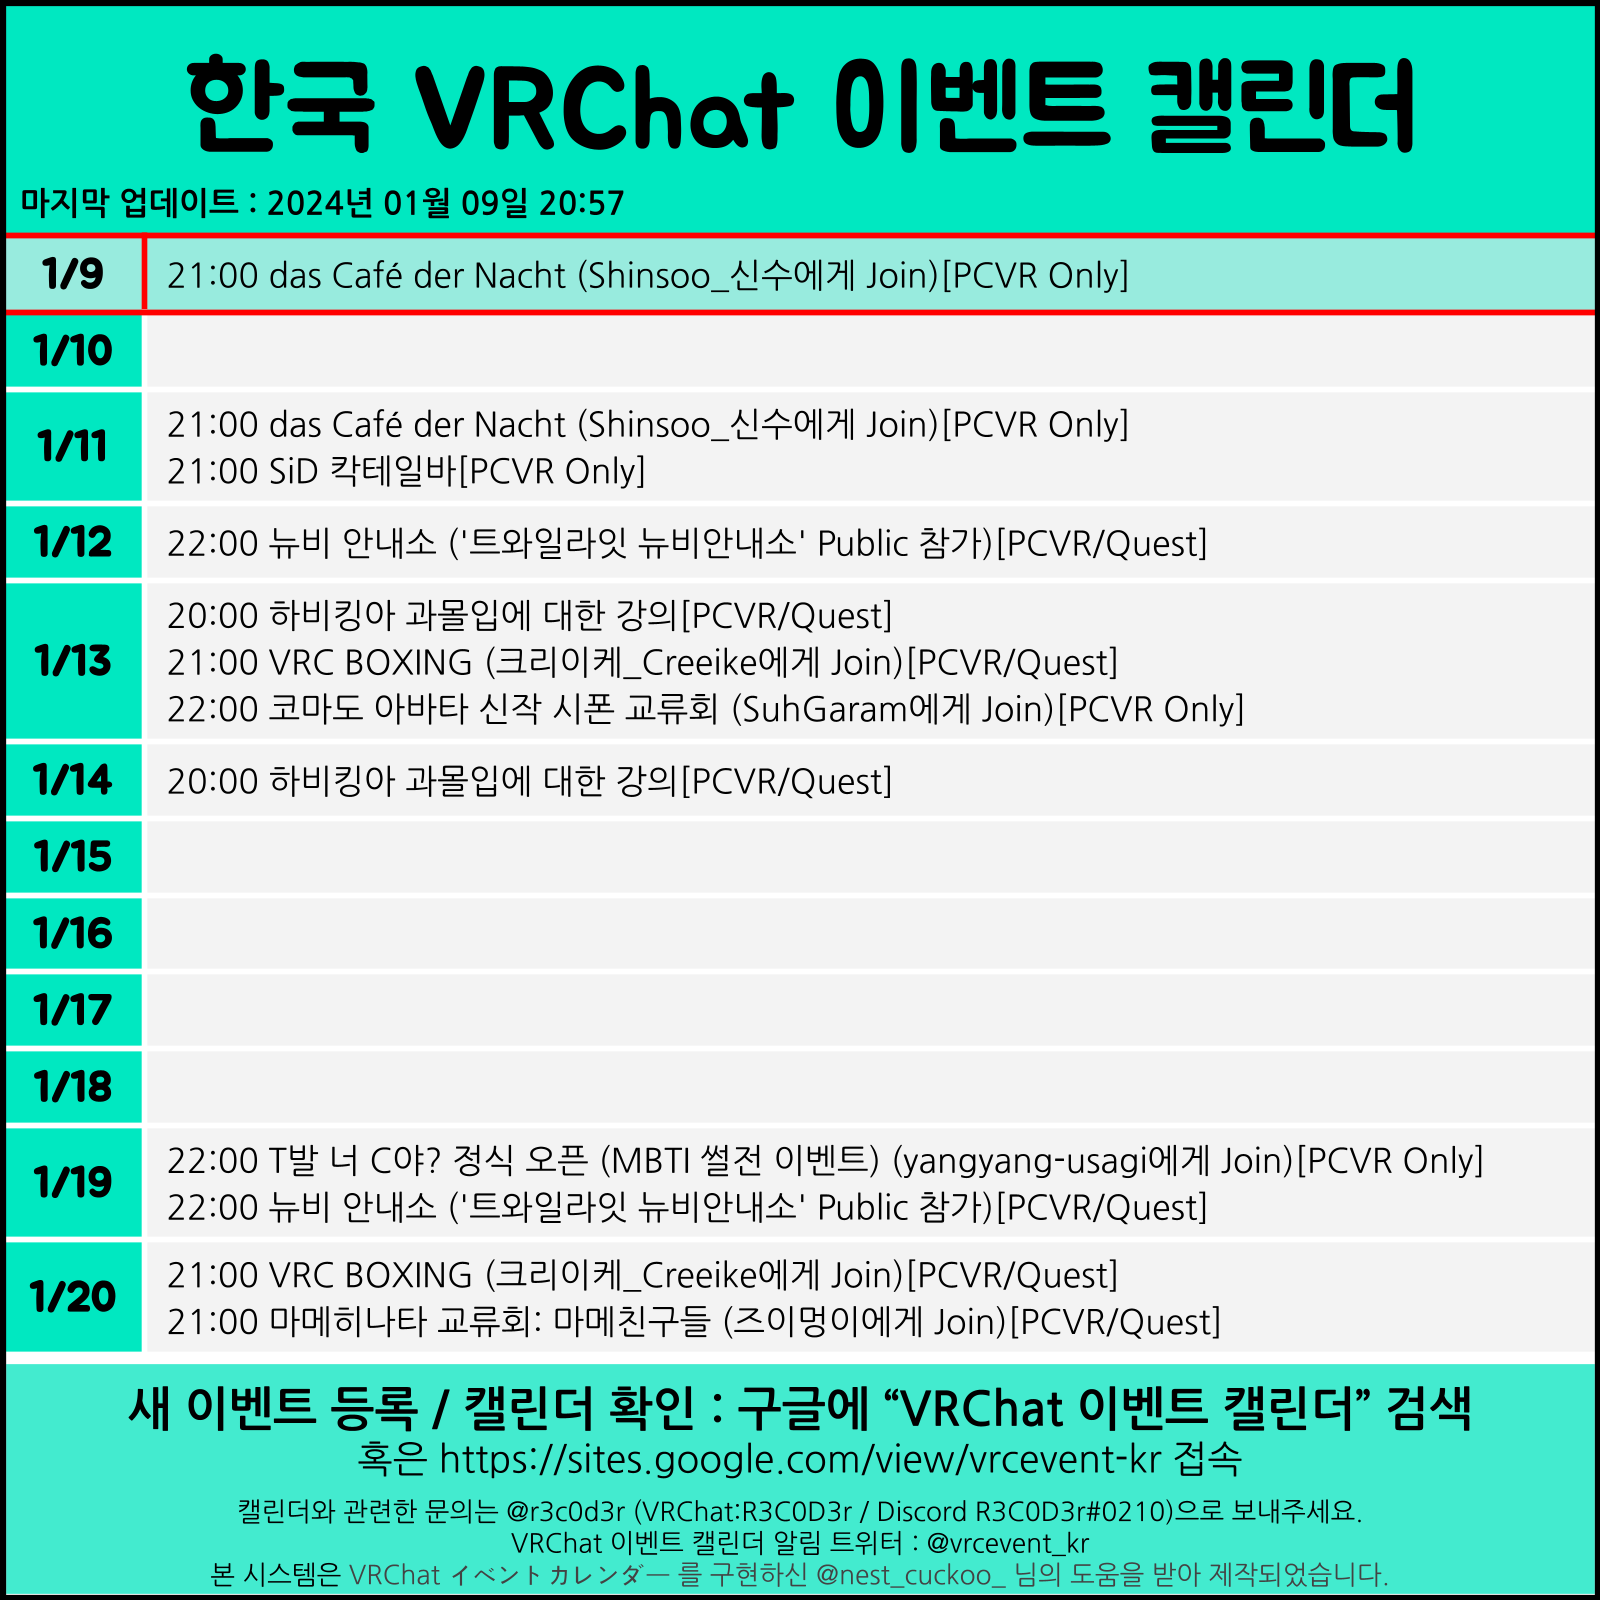 한국 VRChat 이벤트 캘린더
마지막 업데이트 : 2024년 01월 09일 20:57
1/9
21:00 das Café der Nacht (Shinsoo_신수에게 Join)[PCVR Only]
1/10
1/11
21:00 das Café der Nacht (Shinsoo_신수에게 Join)[PCVR Only]
21:00 SiD 칵테일바[PCVR Only]
1/12
22:00 뉴비 안내소 ('트와일라잇 뉴비안내소' Public 참가)[PCVR/Quest]
1/13
20:00 하비킹아 과몰입에 대한 강의[PCVR/Quest]
21:00 VRC BOXING (크리이케_Creeike에게 Join)[PCVR/Quest]
22:00 코마도 아바타 신작 시폰 교류회 (SuhGaram에게 Join)[PCVR Only]
1/14
20:00 하비킹아 과몰입에 대한 강의[PCVR/Quest]
1/15
1/16
1/17
1/18
1/19
22:00 T발 너 C야? 정식 오픈 (MBTI 썰전 이벤트) (yangyang-usagi에게 Join)[PCVR Only]
22:00 뉴비 안내소 ('트와일라잇 뉴비안내소' Public 참가)[PCVR/Quest]
1/20
21:00 VRC BOXING (크리이케_Creeike에게 Join)[PCVR/Quest]
21:00 마메히나타 교류회: 마메친구들 (즈이멍이에게 Join)[PCVR/Quest]
새 이벤트 등록 / 캘린더 확인 : 구글에 “VRChat 이벤트 캘린더” 검색
혹은 https://sites.google.com/view/vrcevent-kr 접속
캘린더와 관련한 문의는 @r3c0d3r (VRChat:R3C0D3r / Discord R3C0D3r#0210)으로 보내주세요.
VRChat 이벤트 캘린더 알림 트위터 : @vrcevent_kr
본 시스템은 VRChat イベントカレンダー 를 구현하신 @nest_cuckoo_ 님의 도움을 받아 제작되었습니다.